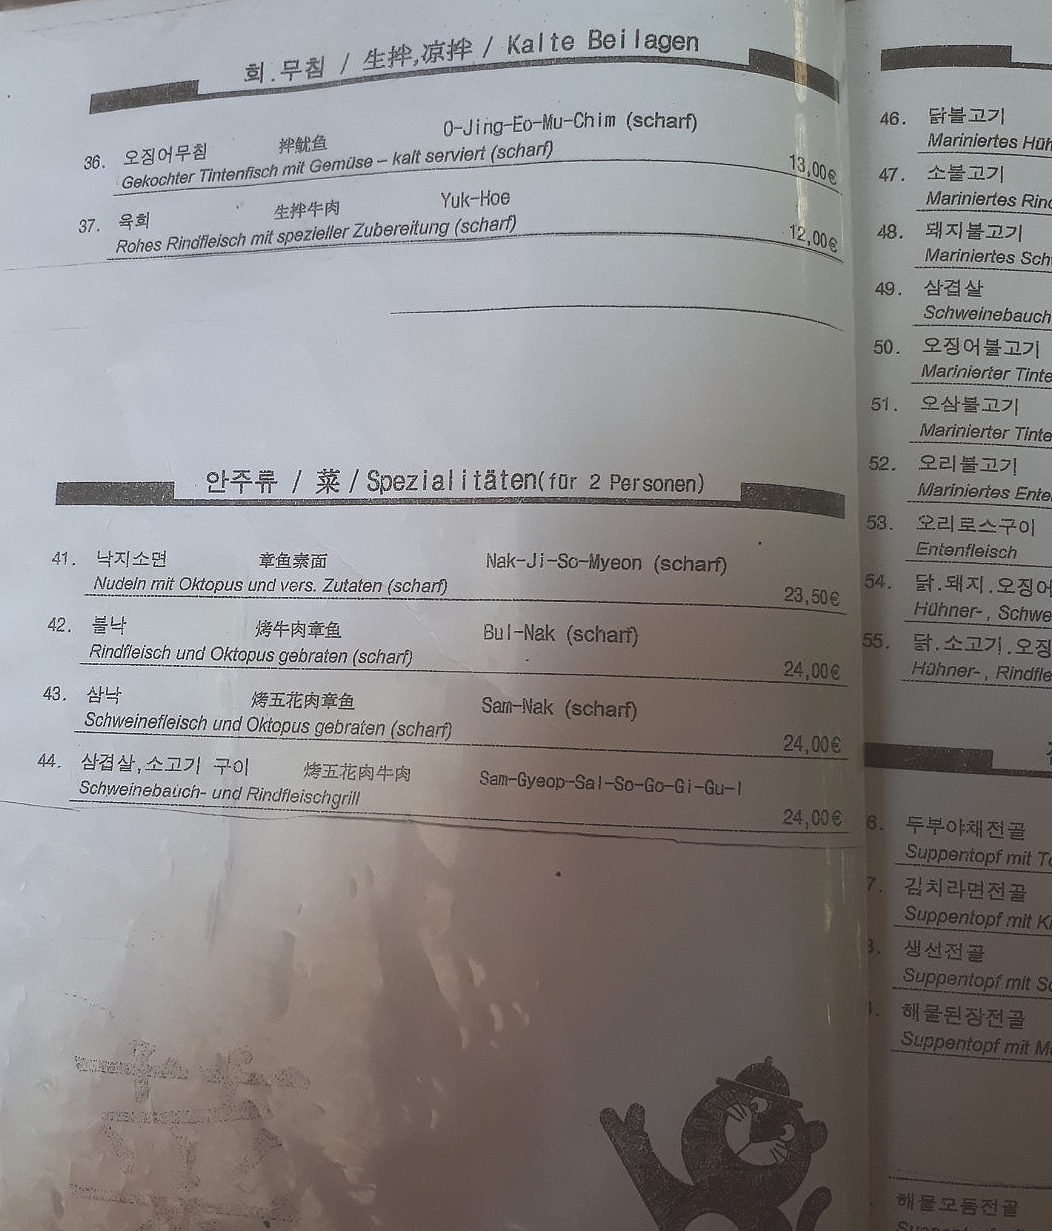 회.무침 / 生拌,凉拌 / Kalte Beilagen
36. 오징어무침 拌鱿鱼 O-Jing-Eo-Mu-Chim (scharf)
Gekochter Tintenfisch mit Gemüse – kalt serviert (scharf) 13,00€
37. 육회 生拌牛肉 Yuk-Hoe
Rohes Rindfleisch mit spezieller Zubereitung (scharf) 12,00€
안주류 / 菜 / Spezialitäten(für 2 Personen)
41. 낙지소면 章鱼素面 Nak-Ji-So-Myeon (scharf)
Nudeln mit Oktopus und vers. Zutaten (scharf) 23,50€
42. 불낙 烤牛肉章鱼 Bul-Nak (scharf)
Rindfleisch und Oktopus gebraten (scharf) 24,00€
43. 삼낙 烤五花肉章鱼 Sam-Nak (scharf)
Schweinefleisch und Oktopus gebraten (scharf) 24,00€
44. 삼겹살,소고기 구이 烤五花肉牛肉 Sam-Gyeop-Sal-So-Go-Gi-Gu-I
Schweinebauch- und Rindfleischgrill 24,00€
46. 닭불고기
Mariniertes Hüh
47. 소불고기
Mariniertes Rind
48. 돼지불고기
Mariniertes Sch
49. 삼겹살
Schweinebauch
50. 오징어불고기
Marinierter Tinte
51. 오삼불고기
Marinierter Tinte
52. 오리불고기
Mariniertes Ente
53. 오리로스구이
Entenfleisch
54. 닭.돼지.오징어
Hühner-, Schwe
55. 닭.소고기.오징
Hühner-, Rindfle
6. 두부야채전골
Suppentopf mit To
7. 김치라면전골
Suppentopf mit Ki
생선전골
Suppentopf mit
해물된장전골
Suppentopf mit
해물모듬전골